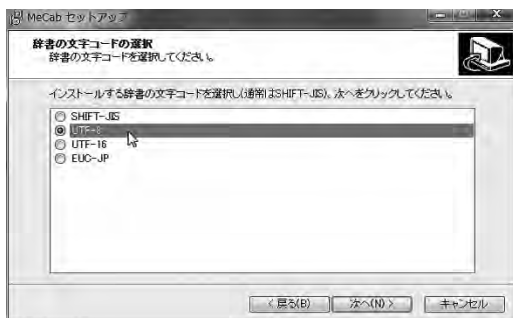 MeCab セットアップ
辞書の文字コードの選択
辞書の文字コードを選択してください。
インストールする辞書の文字コードを選択し(通常はSHIFT-JIS)、次へをクリックしてください。
SHIFT-JIS
UTF-8
UTF-16
EUC-JP
< 戻る(B)
次へ(N) >
キャンセル